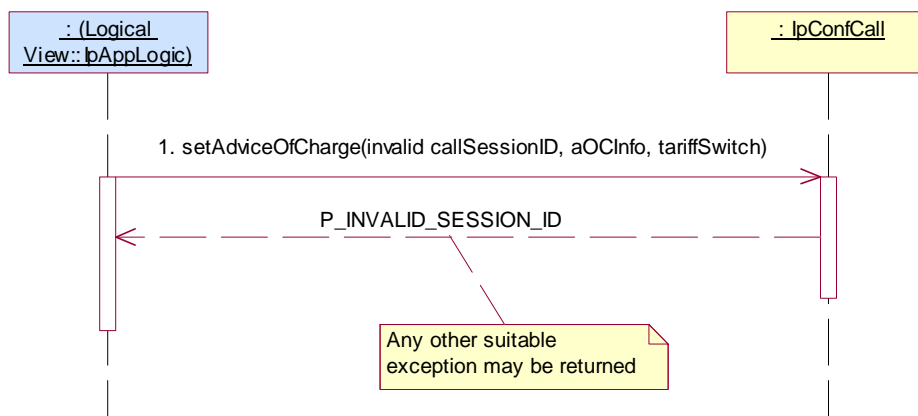 : (Logical
View::IpAppLogic)
: IpConfCall
1. setAdviceOfCharge(invalid callSessionID, aOCInfo, tariffSwitch)
P_INVALID_SESSION_ID
Any other suitable
exception may be returned